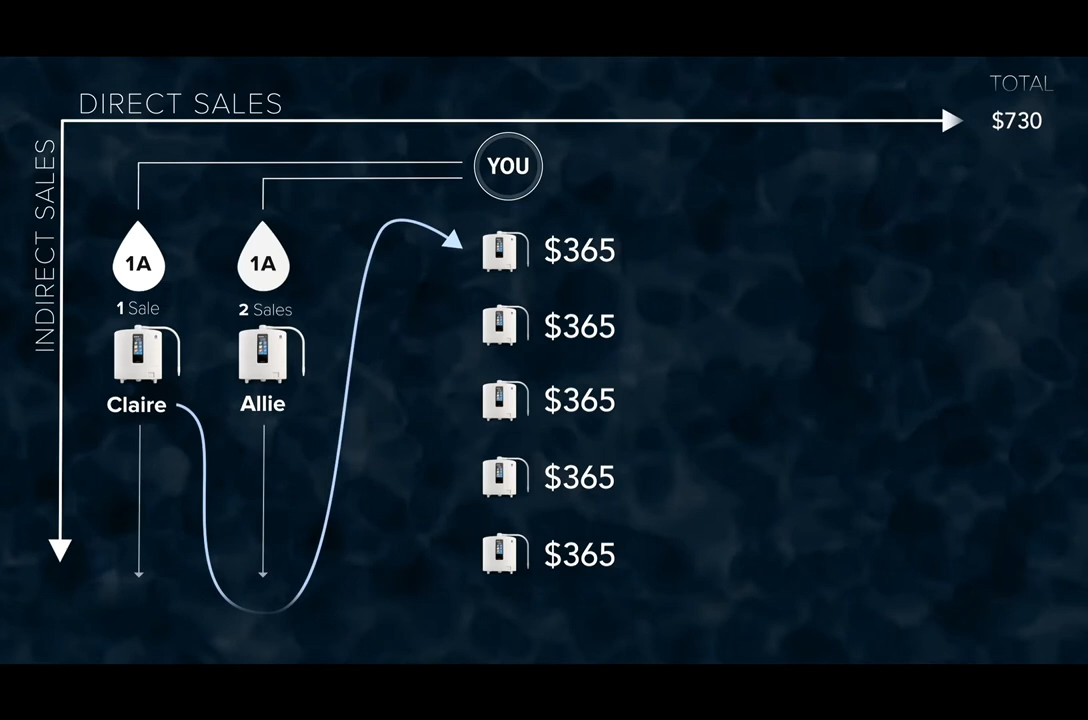 TOTAL
DIRECT SALES
$730
INDIRECT SALES
YOU
1A
1A
$365
1 Sale
2 Sales
$365
Claire
Allie
$365
$365
$365